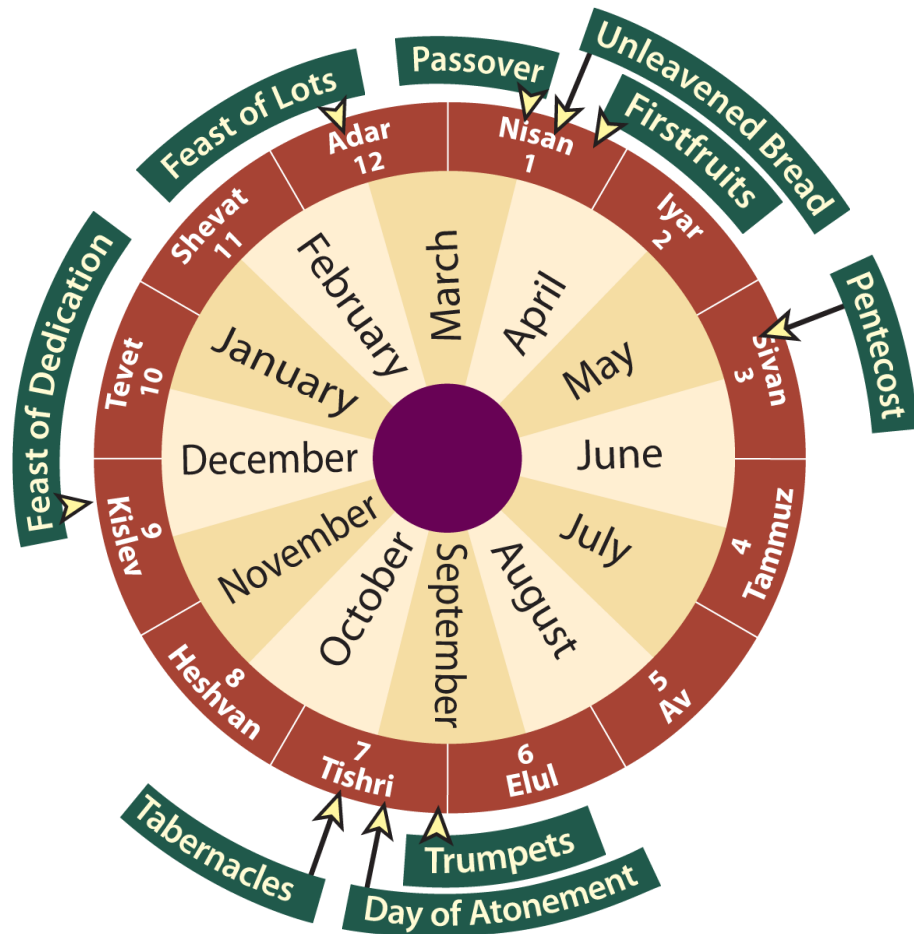 Passover
Unleavened Bread
Firstfruits
Pentecost
Trumpets
Day of Atonement
Tabernacles
Feast of Dedication
Feast of Lots
Nisan
1
Iyar
2
Sivan
3
Tammuz
4
5
Av
6
Elul
7
Tishri
8
Heshvan
9
Kislev
Tevet
10
Shevat
11
Adar
12
March
April
May
June
July
August
September
October
November
December
January
February